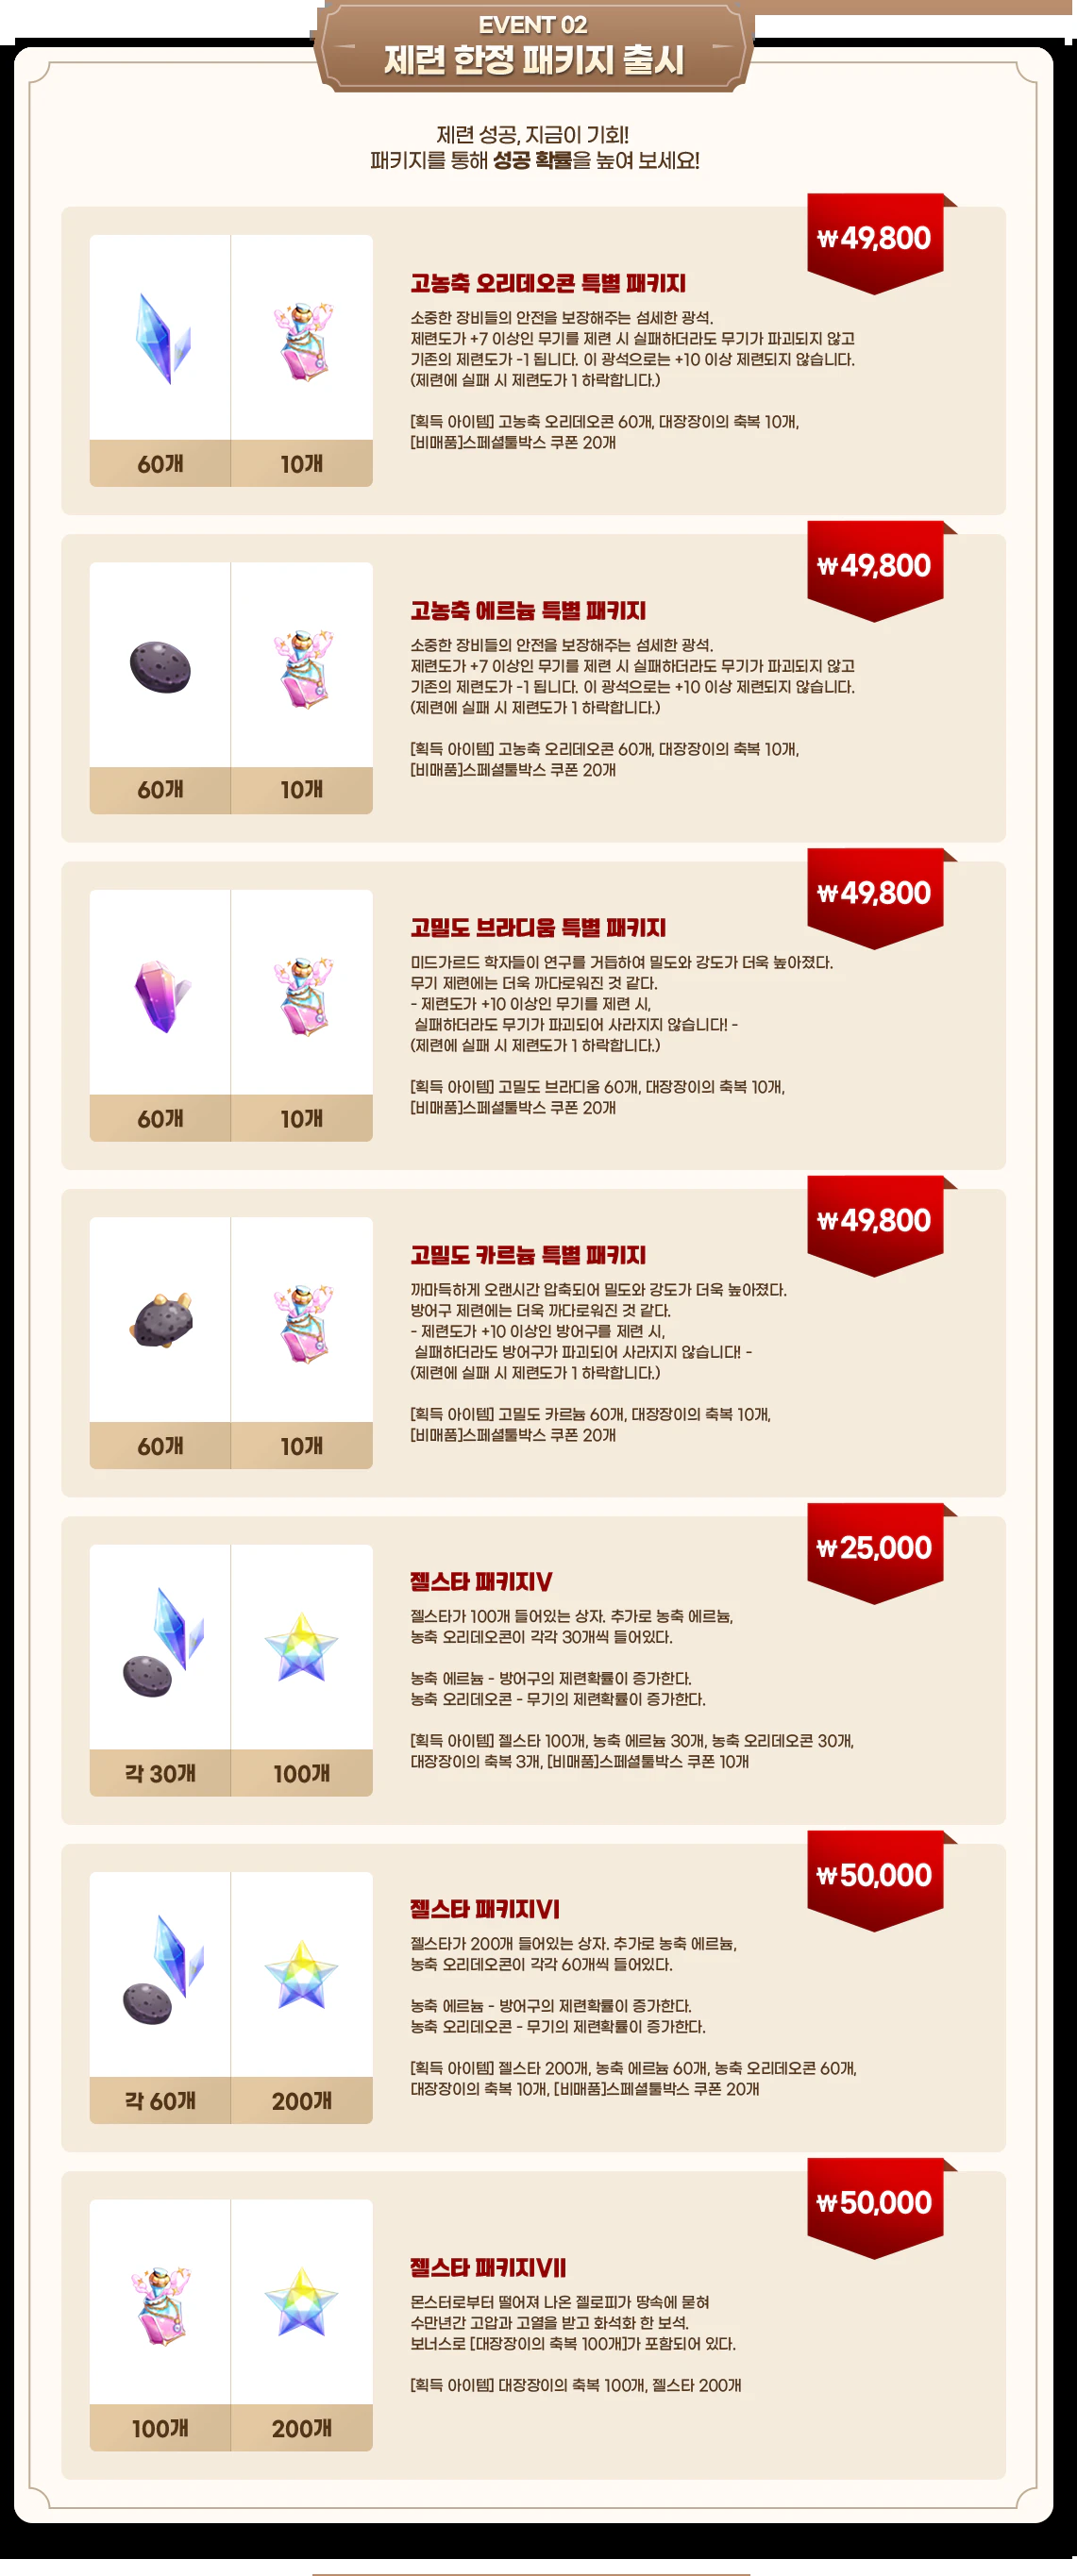 EVENT 02
제련 한정 패키지 출시
제련 성공, 지금이 기회!
패키지를 통해 성공 확률을 높여 보세요!
₩49,800
고농축 오리데오콘 특별 패키지
소중한 장비들의 안전을 보장해주는 섬세한 광석.
제련도가 +7 이상인 무기를 제련 시 실패하더라도 무기가 파괴되지 않고
기존의 제련도가 -1 됩니다. 이 광석으로는 +10 이상 제련되지 않습니다.
(제련에 실패 시 제련도가 1 하락합니다.)
[획득 아이템] 고농축 오리데오콘 60개, 대장장이의 축복 10개,
[비매품]스페셜툴박스 쿠폰 20개
60개 10개
₩49,800
고농축 에르늄 특별 패키지
소중한 장비들의 안전을 보장해주는 섬세한 광석.
제련도가 +7 이상인 무기를 제련 시 실패하더라도 무기가 파괴되지 않고
기존의 제련도가 -1 됩니다. 이 광석으로는 +10 이상 제련되지 않습니다.
(제련에 실패 시 제련도가 1 하락합니다.)
[획득 아이템] 고농축 오리데오콘 60개, 대장장이의 축복 10개,
[비매품]스페셜툴박스 쿠폰 20개
60개 10개
₩49,800
고밀도 브라디움 특별 패키지
미드가르드 학자들이 연구를 거듭하여 밀도와 강도가 더욱 높아졌다.
무기 제련에는 더욱 까다로워진 것 같다.
- 제련도가 +10 이상인 무기를 제련 시,
실패하더라도 무기가 파괴되어 사라지지 않습니다! -
(제련에 실패 시 제련도가 1 하락합니다.)
[획득 아이템] 고밀도 브라디움 60개, 대장장이의 축복 10개,
[비매품]스페셜툴박스 쿠폰 20개
60개 10개
₩49,800
고밀도 카르늄 특별 패키지
까마득하게 오랜시간 압축되어 밀도와 강도가 더욱 높아졌다.
방어구 제련에는 더욱 까다로워진 것 같다.
- 제련도가 +10 이상인 방어구를 제련 시,
실패하더라도 방어구가 파괴되어 사라지지 않습니다! -
(제련에 실패 시 제련도가 1 하락합니다.)
[획득 아이템] 고밀도 카르늄 60개, 대장장이의 축복 10개,
[비매품]스페셜툴박스 쿠폰 20개
60개 10개
₩25,000
젤스타 패키지V
젤스타가 100개 들어있는 상자. 추가로 농축 에르늄,
농축 오리데오콘이 각각 30개씩 들어있다.
농축 에르늄 - 방어구의 제련확률이 증가한다.
농축 오리데오콘 - 무기의 제련확률이 증가한다.
[획득 아이템] 젤스타 100개, 농축 에르늄 30개, 농축 오리데오콘 30개,
대장장이의 축복 3개, [비매품]스페셜툴박스 쿠폰 10개
각 30개 100개
₩50,000
젤스타 패키지VI
젤스타가 200개 들어있는 상자. 추가로 농축 에르늄,
농축 오리데오콘이 각각 60개씩 들어있다.
농축 에르늄 - 방어구의 제련확률이 증가한다.
농축 오리데오콘 - 무기의 제련확률이 증가한다.
[획득 아이템] 젤스타 200개, 농축 에르늄 60개, 농축 오리데오콘 60개,
대장장이의 축복 10개, [비매품]스페셜툴박스 쿠폰 20개
각 60개 200개
₩50,000
젤스타 패키지VII
몬스터로부터 떨어져 나온 젤로피가 땅속에 묻혀
수만년간 고압과 고열을 받고 화석화 한 보석.
보너스로 [대장장이의 축복 100개]가 포함되어 있다.
[획득 아이템] 대장장이의 축복 100개, 젤스타 200개
100개 200개